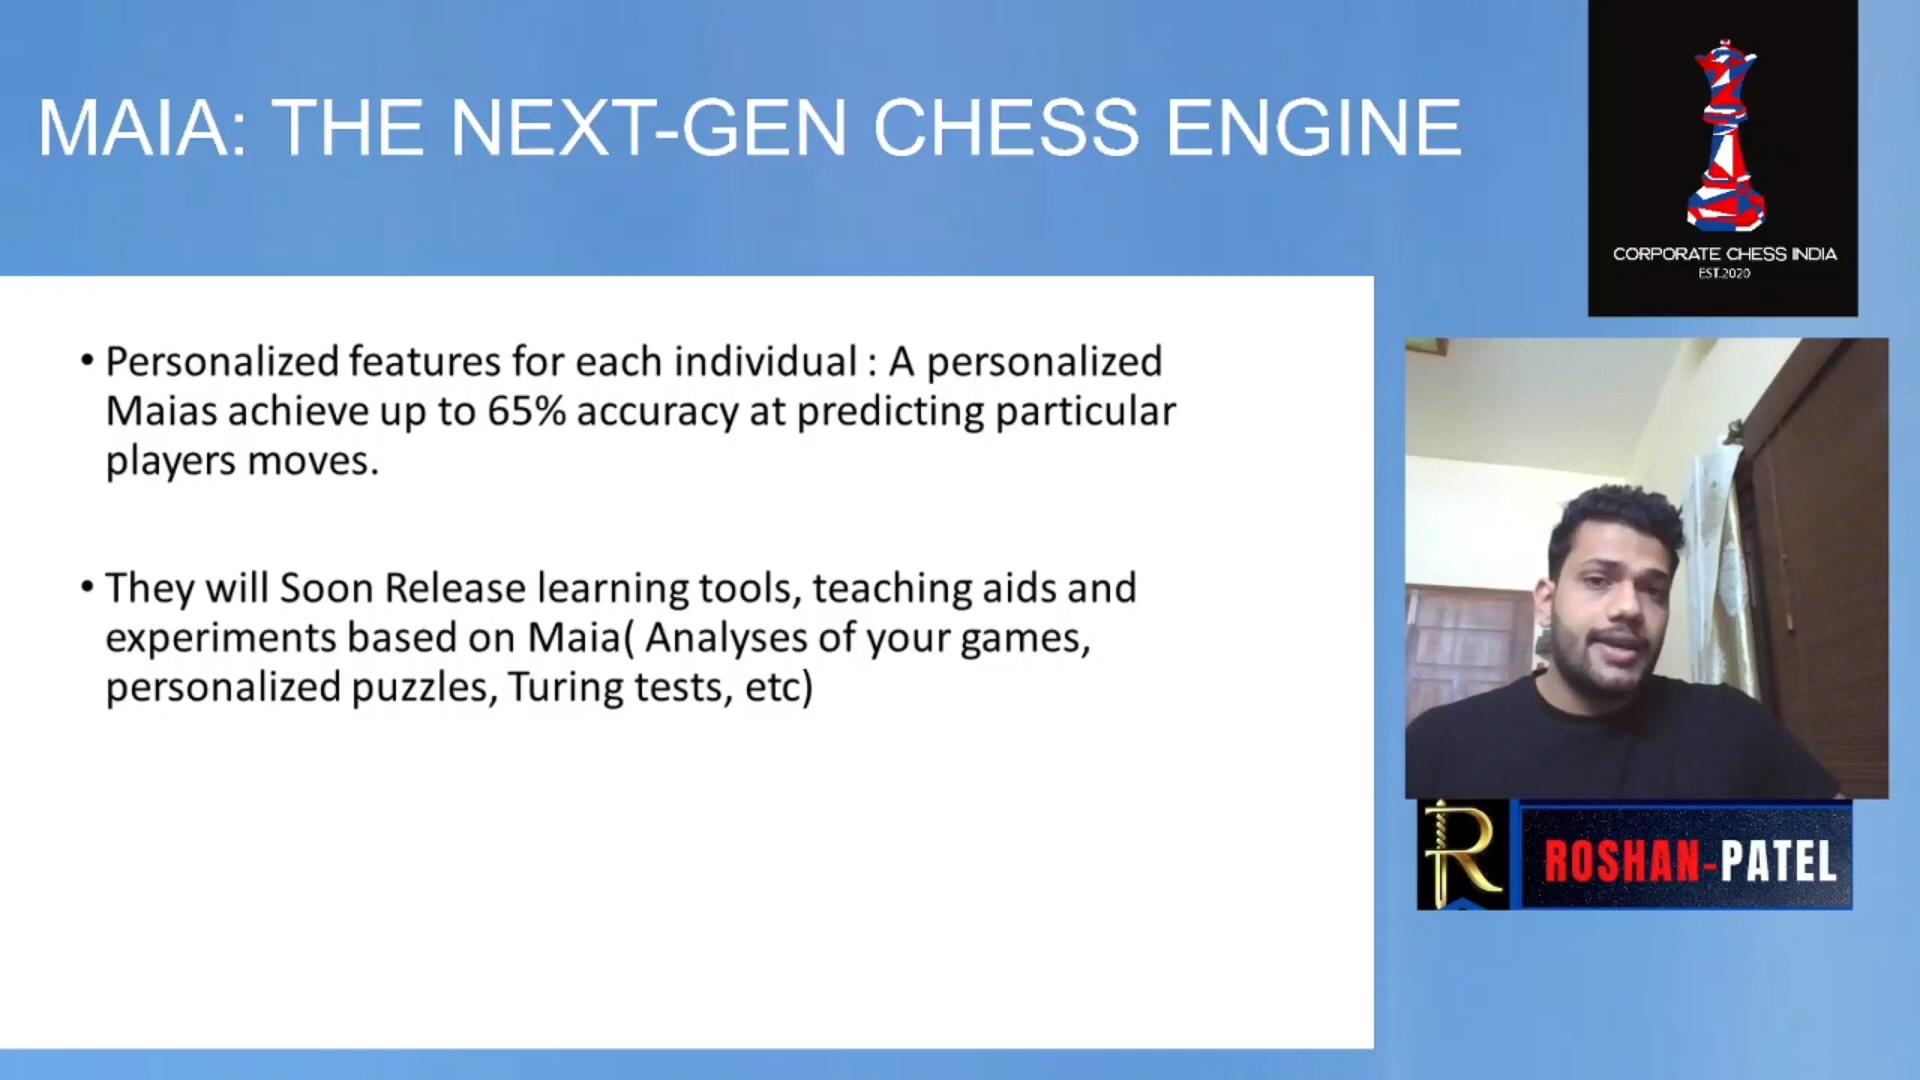 MAIA: THE NEXT-GEN CHESS ENGINE
CORPORATE CHESS INDIA
EST.2020
• Personalized features for each individual : A personalized
Maias achieve up to 65% accuracy at predicting particular
players moves.
• They will Soon Release learning tools, teaching aids and
experiments based on Maia( Analyses of your games,
personalized puzzles, Turing tests, etc)
R
ROSHAN-PATEL